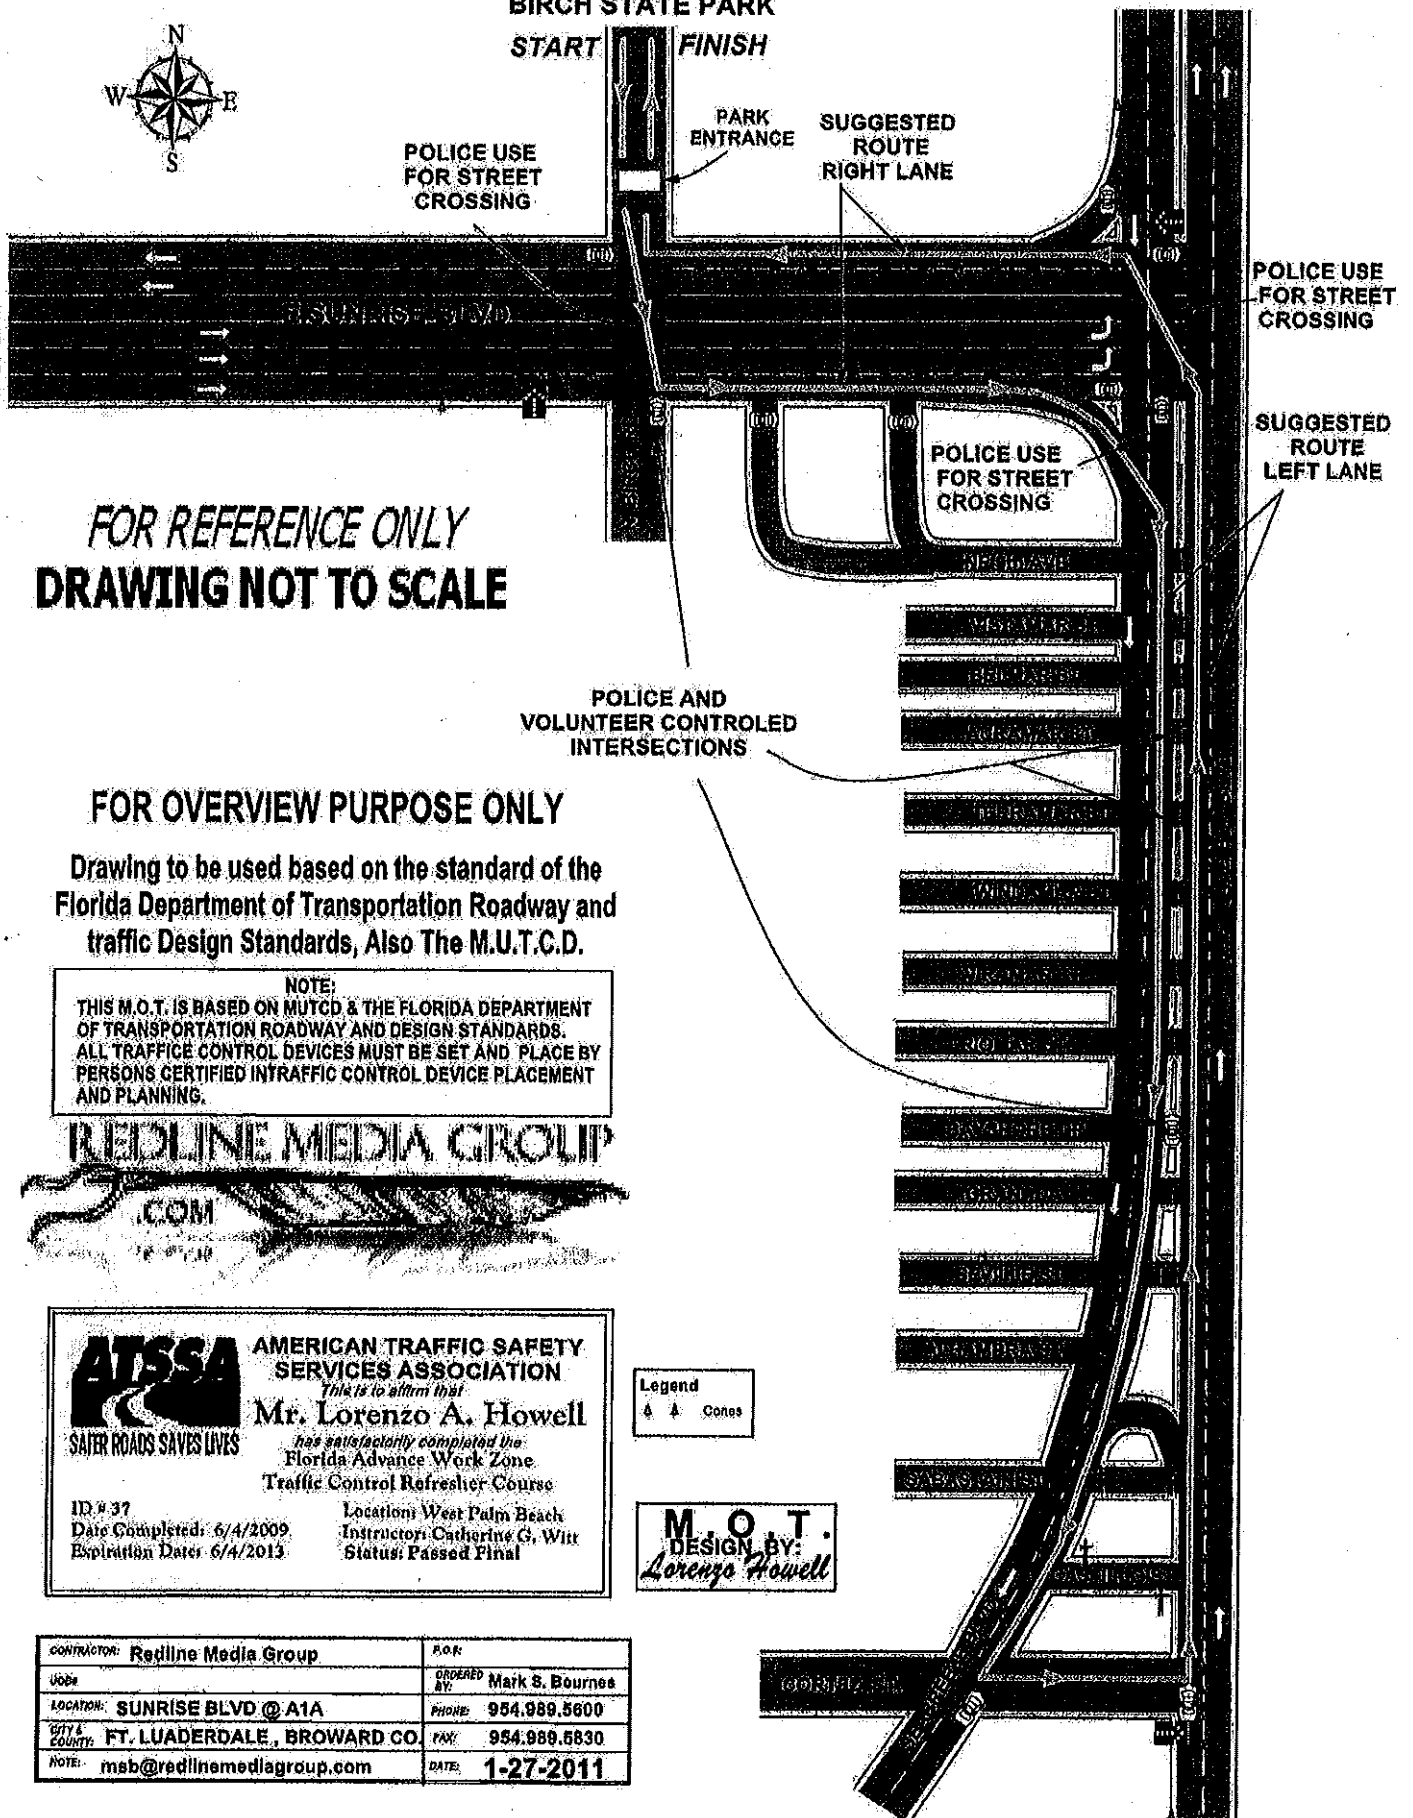 BIRCH STATE PARK
START FINISH
N
W E
S
PARK
ENTRANCE
SUGGESTED
ROUTE
RIGHT LANE
POLICE USE
FOR STREET
CROSSING
POLICE USE
FOR STREET
CROSSING
E SUNRISE BLVD
SUGGESTED
ROUTE
LEFT LANE
POLICE USE
FOR STREET
CROSSING
FOR REFERENCE ONLY
DRAWING NOT TO SCALE
POLICE AND
VOLUNTEER CONTROLED
INTERSECTIONS
FOR OVERVIEW PURPOSE ONLY
Drawing to be used based on the standard of the
Florida Department of Transportation Roadway and
traffic Design Standards, Also The M.U.T.C.D.
NOTE:
THIS M.O.T. IS BASED ON MUTCD & THE FLORIDA DEPARTMENT
OF TRANSPORTATION ROADWAY AND DESIGN STANDARDS.
ALL TRAFFICE CONTROL DEVICES MUST BE SET AND PLACE BY
PERSONS CERTIFIED INTRAFFIC CONTROL DEVICE PLACEMENT
AND PLANNING.
REDLINE MEDIA GROUP
.COM
ATSSA
SAFER ROADS SAVES LIVES
AMERICAN TRAFFIC SAFETY
SERVICES ASSOCIATION
This is to affirm that
Mr. Lorenzo A. Howell
has satisfactorily completed the
Florida Advance Work Zone
Traffic Control Refresher Course
ID # 37
Date Completed: 6/4/2009
Expiration Date: 6/4/2013
Location: West Palm Beach
Instructor: Catherine G. Witt
Status: Passed Final
Legend
Cones
M.O.T.
DESIGN BY:
Lorenzo Howell
CORTEZ ST
CONTRACTOR: Redline Media Group
P.O.#:
JOB#
ORDERED BY: Mark S. Bournes
LOCATION: SUNRISE BLVD @ A1A
PHONE: 954.989.5600
CITY & COUNTY: FT. LUADERDALE, BROWARD CO.
FAX: 954.989.5830
NOTE: msb@redlinemediagroup.com
DATE: 1-27-2011